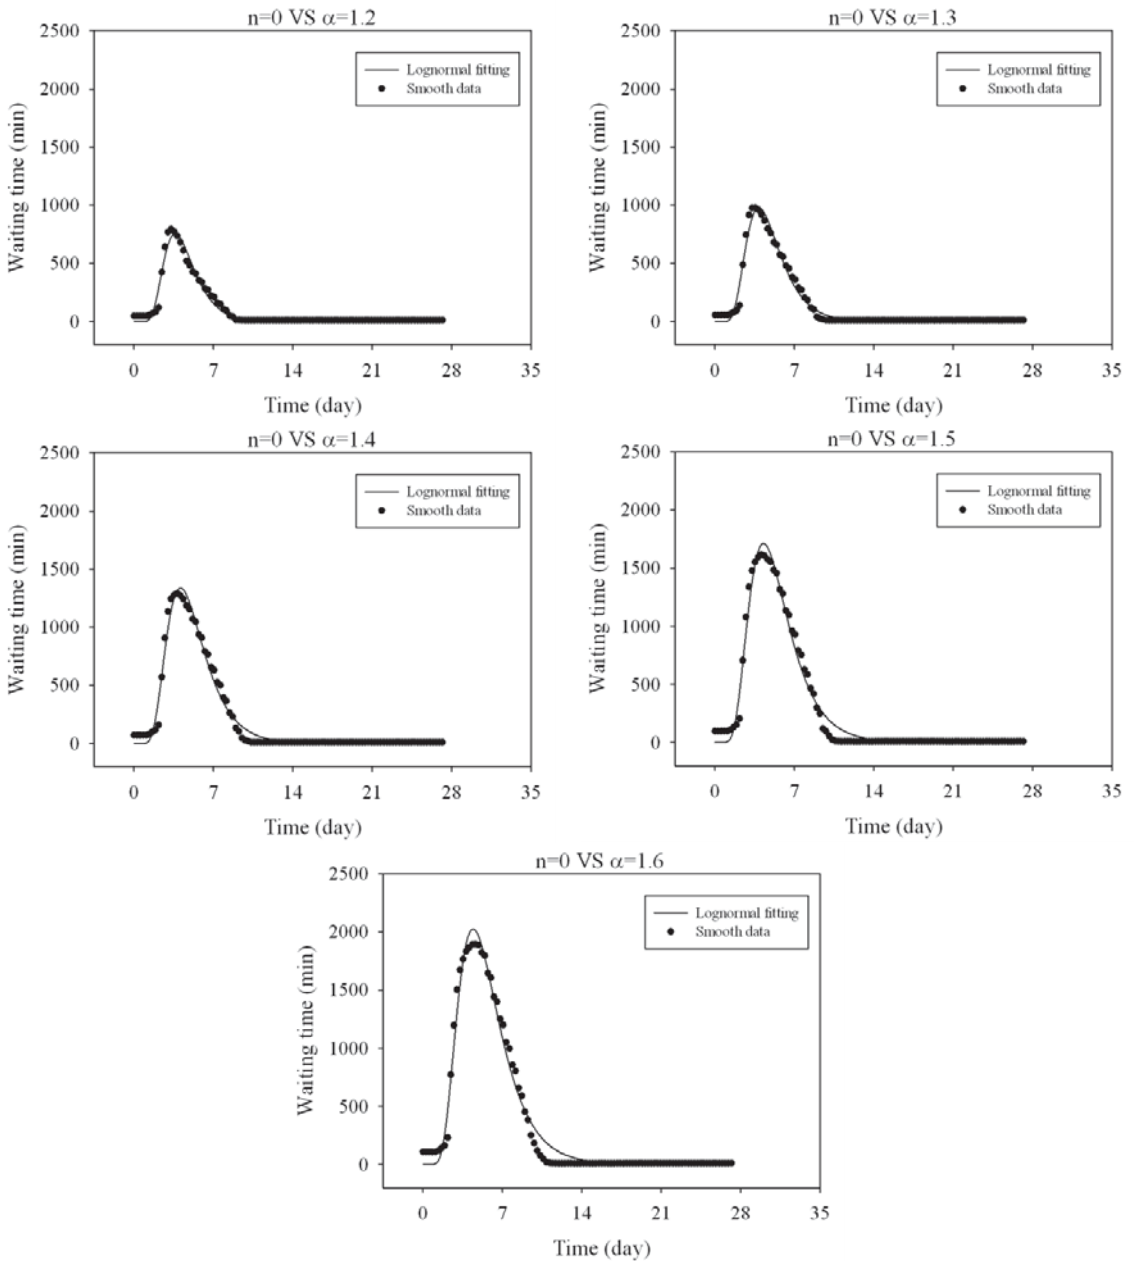 n=0 VS α=1.2
2500
2000
1500
1000
500
0
Waiting time (min)
Lognormal fitting
Smooth data
0 7 14 21 28 35
Time (day)
n=0 VS α=1.3
2500
2000
1500
1000
500
0
Waiting time (min)
Lognormal fitting
Smooth data
0 7 14 21 28 35
Time (day)
n=0 VS α=1.4
2500
2000
1500
1000
500
0
Waiting time (min)
Lognormal fitting
Smooth data
0 7 14 21 28 35
Time (day)
n=0 VS α=1.5
2500
2000
1500
1000
500
0
Waiting time (min)
Lognormal fitting
Smooth data
0 7 14 21 28 35
Time (day)
n=0 VS α=1.6
2500
2000
1500
1000
500
0
Waiting time (min)
Lognormal fitting
Smooth data
0 7 14 21 28 35
Time (day)